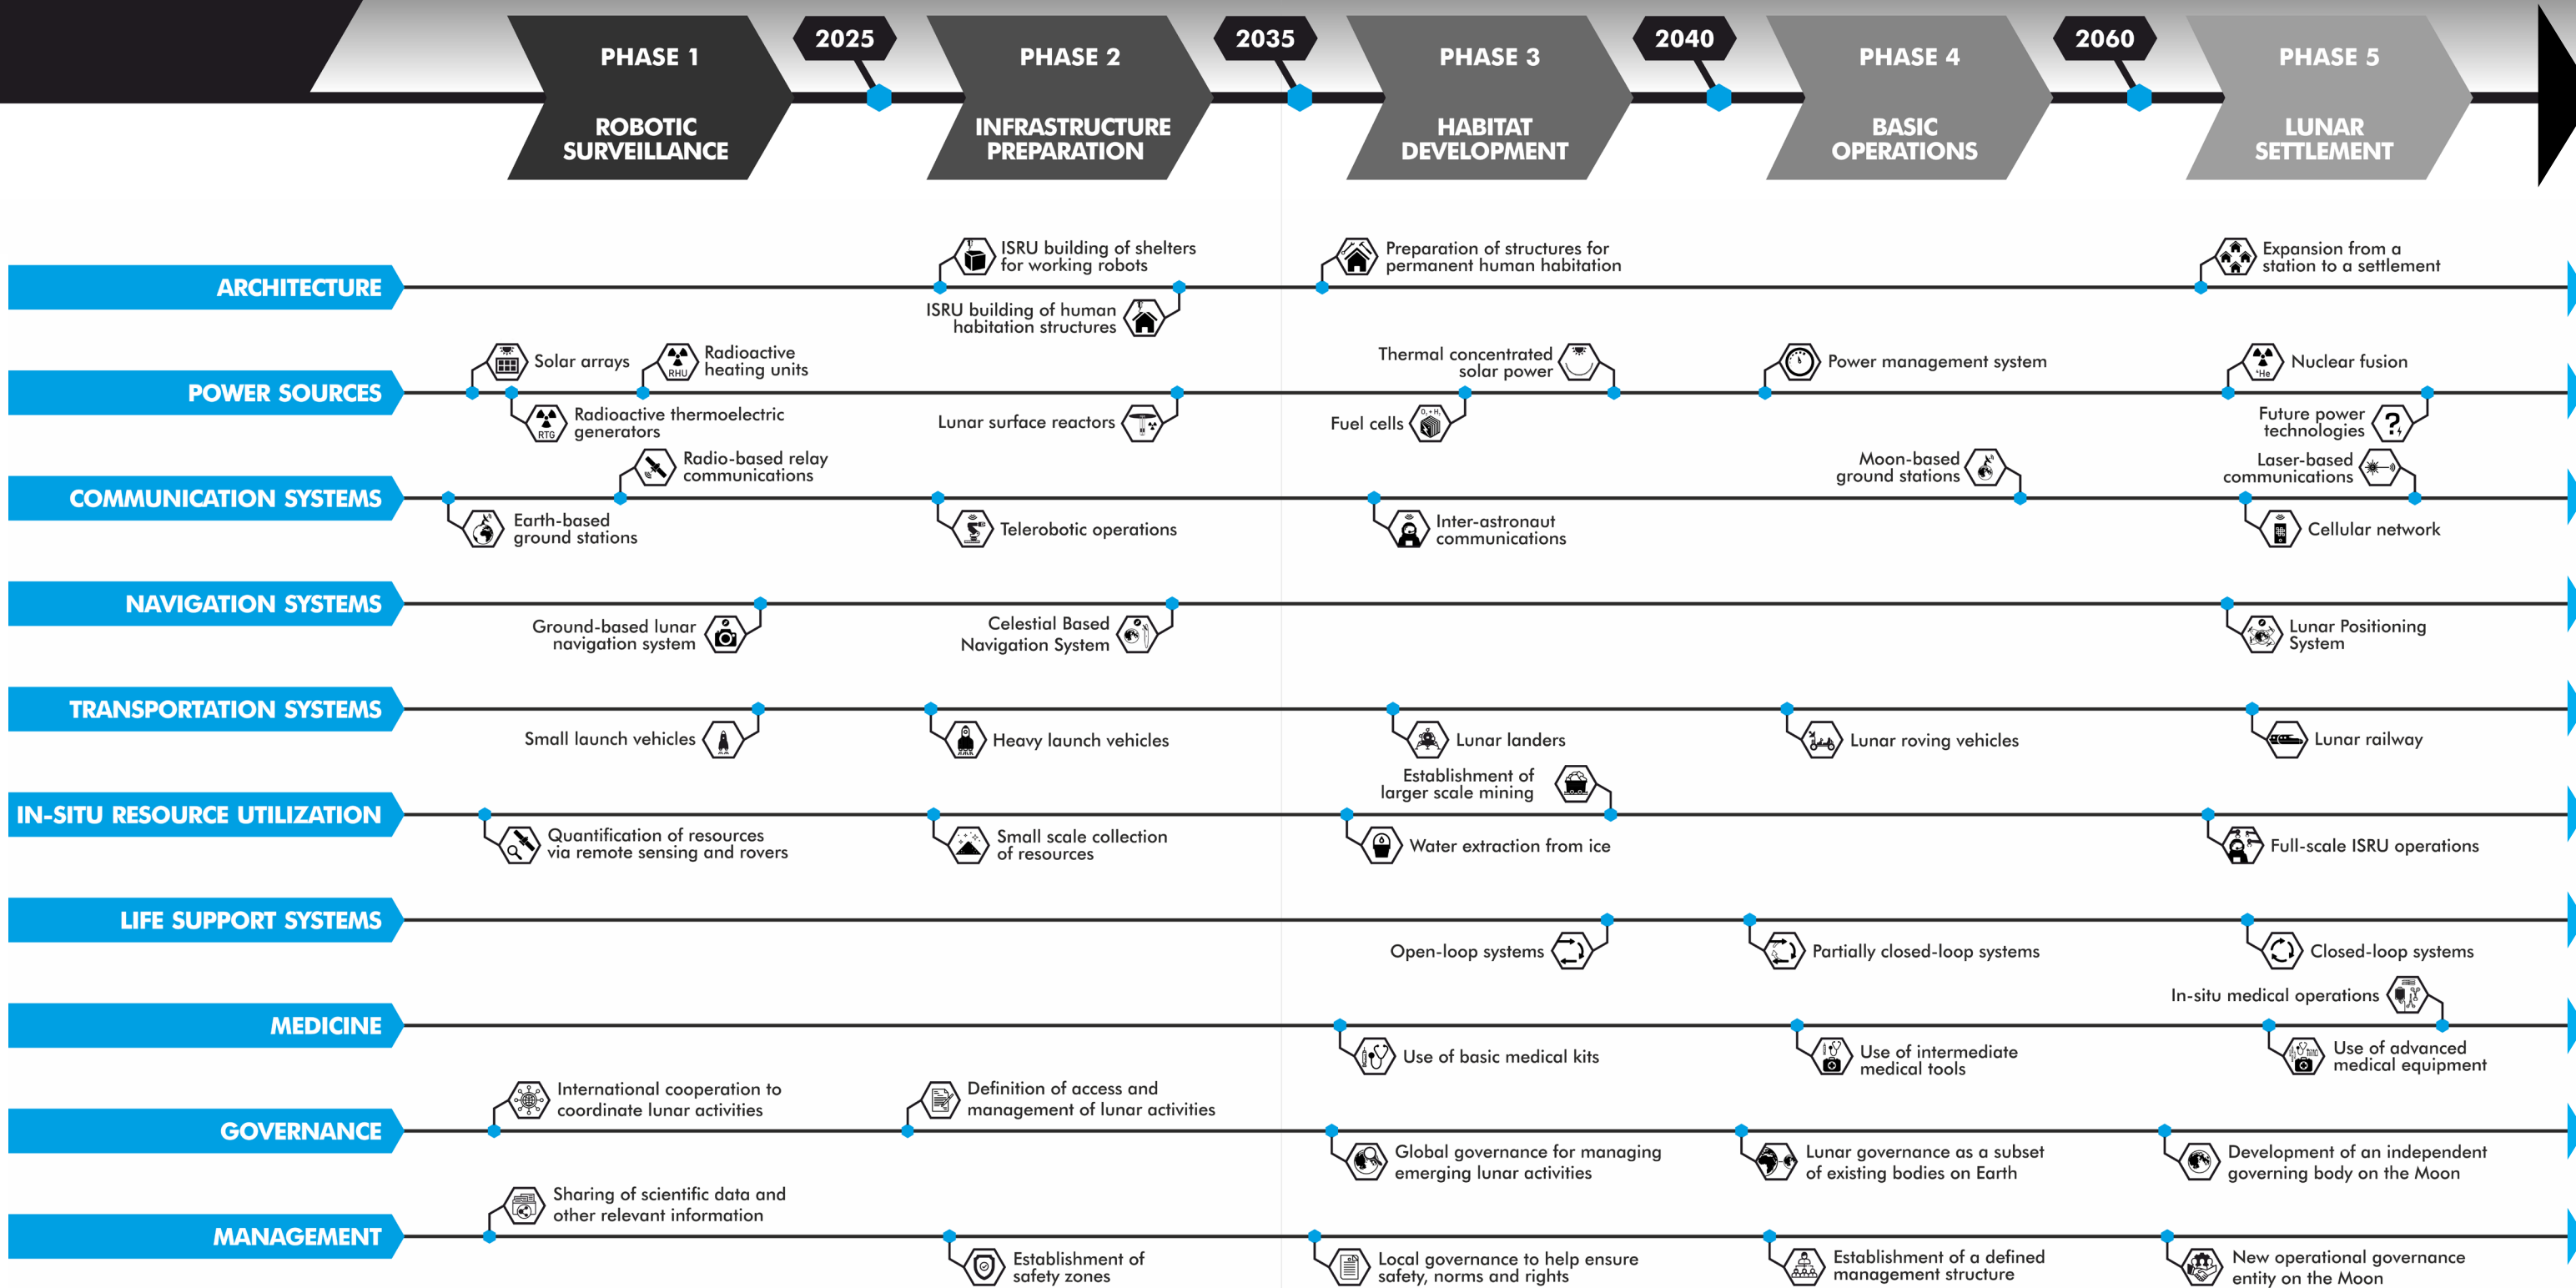 PHASE 1
2025
PHASE 2
2035
PHASE 3
2040
PHASE 4
2060
PHASE 5
ROBOTIC
SURVEILLANCE
INFRASTRUCTURE
PREPARATION
HABITAT
DEVELOPMENT
BASIC
OPERATIONS
LUNAR
SETTLEMENT
ARCHITECTURE
ISRU building of shelters
for working robots
ISRU building of human
habitation structures
Preparation of structures for
permanent human habitation
Expansion from a
station to a settlement
POWER SOURCES
Solar arrays
RTG
Radioactive thermoelectric
generators
RHU
Radioactive
heating units
Lunar surface reactors
Fuel cells
Thermal concentrated
solar power
Power management system
Nuclear fusion
Future power
technologies
?
COMMUNICATION SYSTEMS
Earth-based
ground stations
Radio-based relay
communications
Telerobotic operations
Inter-astronaut
communications
Moon-based
ground stations
Cellular network
Laser-based
communications
NAVIGATION SYSTEMS
Ground-based lunar
navigation system
Celestial Based
Navigation System
Lunar Positioning
System
TRANSPORTATION SYSTEMS
Small launch vehicles
Heavy launch vehicles
Lunar landers
Lunar roving vehicles
Lunar railway
IN-SITU RESOURCE UTILIZATION
Quantification of resources
via remote sensing and rovers
Small scale collection
of resources
Water extraction from ice
Establishment of
larger scale mining
Full-scale ISRU operations
LIFE SUPPORT SYSTEMS
Open-loop systems
Partially closed-loop systems
Closed-loop systems
MEDICINE
Use of basic medical kits
Use of intermediate
medical tools
Use of advanced
medical equipment
In-situ medical operations
GOVERNANCE
International cooperation to
coordinate lunar activities
Definition of access and
management of lunar activities
Global governance for managing
emerging lunar activities
Lunar governance as a subset
of existing bodies on Earth
Development of an independent
governing body on the Moon
MANAGEMENT
Sharing of scientific data and
other relevant information
Establishment of
safety zones
Local governance to help ensure
safety, norms and rights
Establishment of a defined
management structure
New operational governance
entity on the Moon